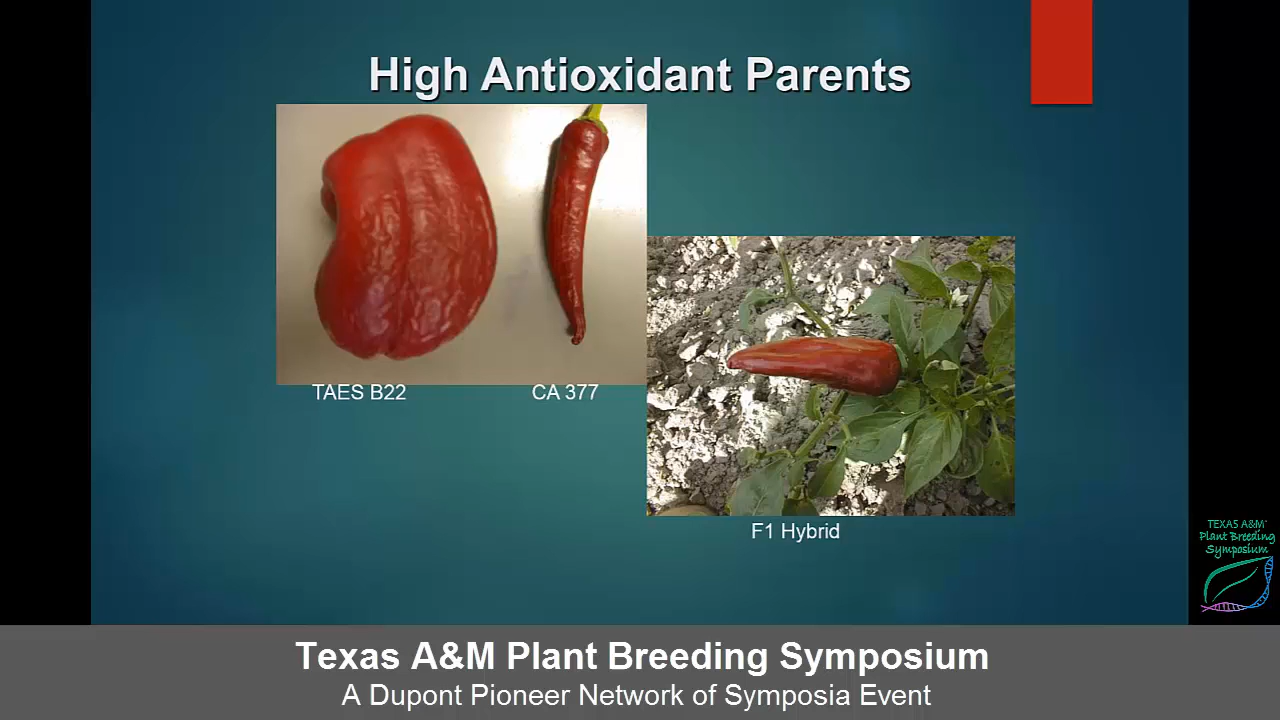 High Antioxidant Parents
TAES B22
CA 377
F1 Hybrid
TEXAS A&M
Plant Breeding
Symposium
Texas A&M Plant Breeding Symposium
A Dupont Pioneer Network of Symposia Event